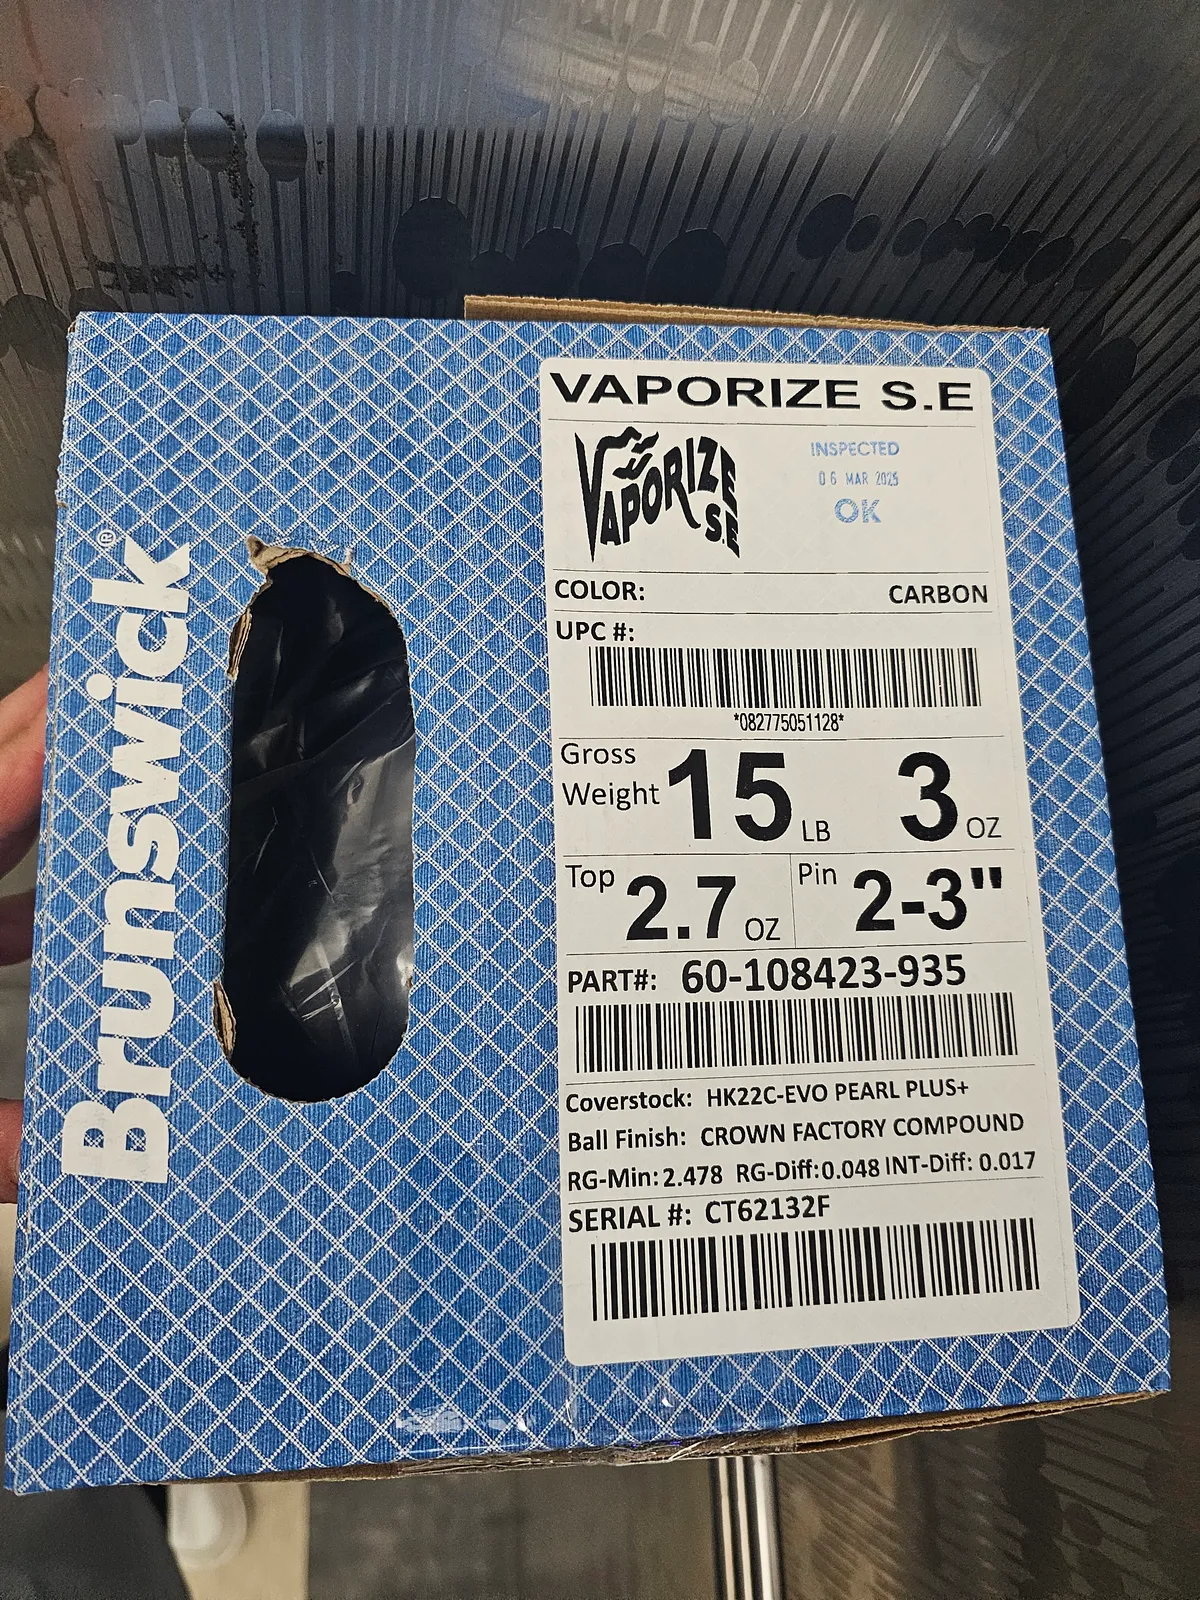 Brunswick®
VAPORIZE S.E
VAPORIZE
S.E
INSPECTED
06 MAR 2025
OK
COLOR: CARBON
UPC #:
*082775051128*
Gross Weight 15 LB 3 OZ
Top 2.7 OZ Pin 2-3"
PART#: 60-108423-935
Coverstock: HK22C-EVO PEARL PLUS+
Ball Finish: CROWN FACTORY COMPOUND
RG-Min: 2.478 RG-Diff:0.048 INT-Diff: 0.017
SERIAL #: CT62132F